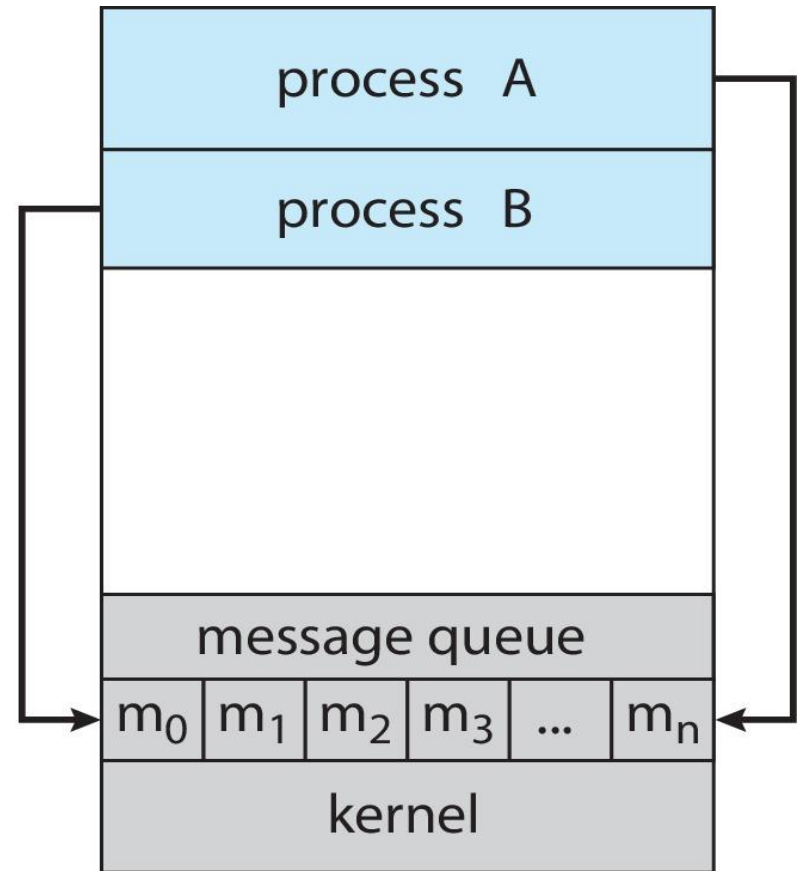 process A
process B
message queue
m₀ m₁ m₂ m₃ ... mₙ
kernel